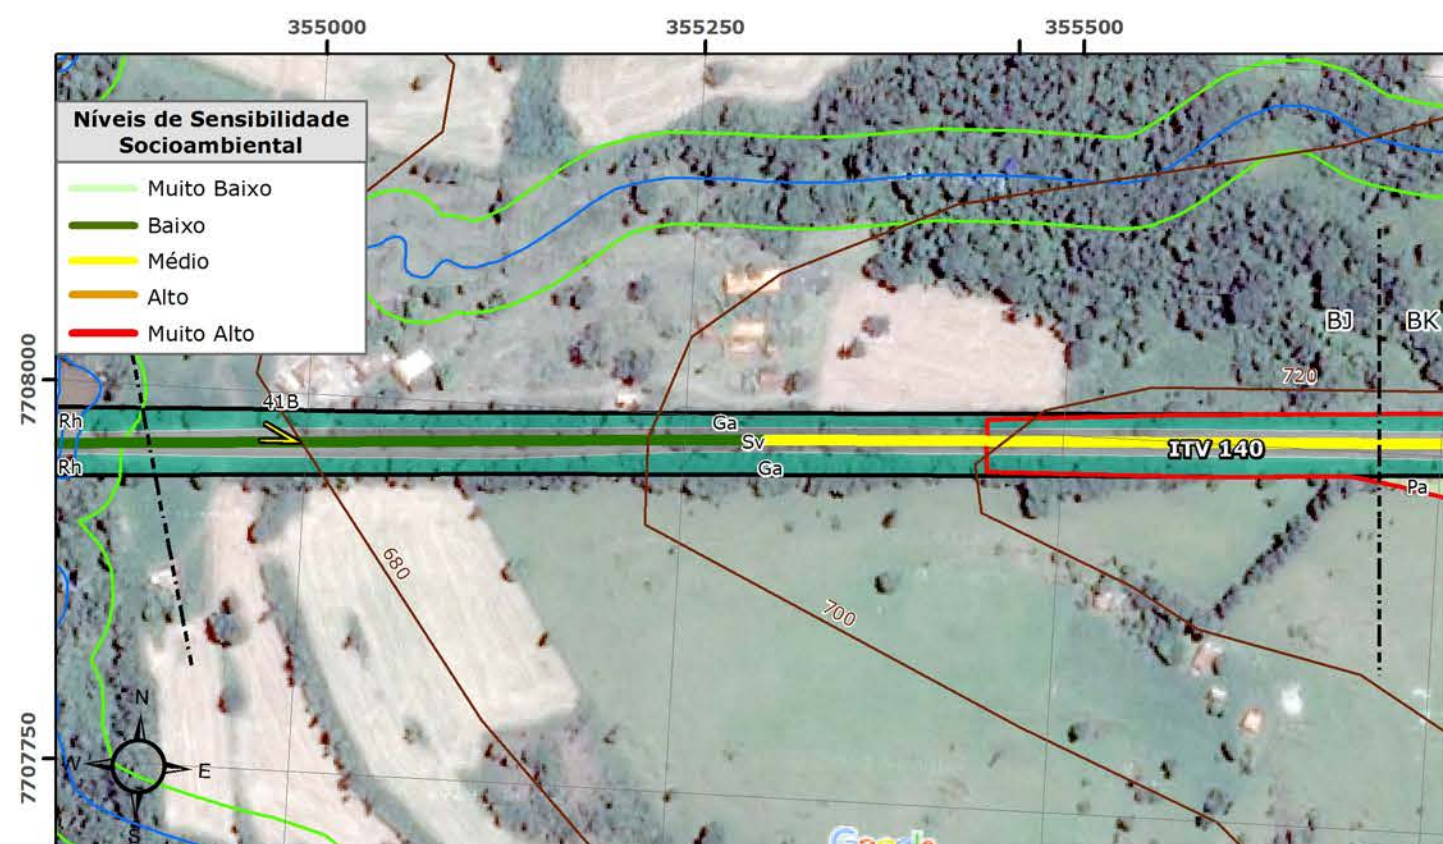 355000
355250
355500
Níveis de Sensibilidade
Socioambiental
Muito Baixo
Baixo
Médio
Alto
Muito Alto
7708000
7707750
BJ
BK
720
41B
Rh
Ga
Sv
ITV 140
Rh
Ga
Pa
680
700
N
W
E
S
Google